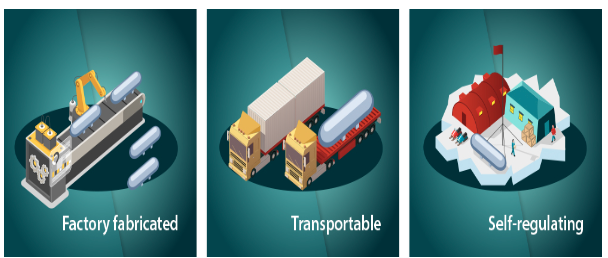 Factory fabricated
Transportable
Self-regulating